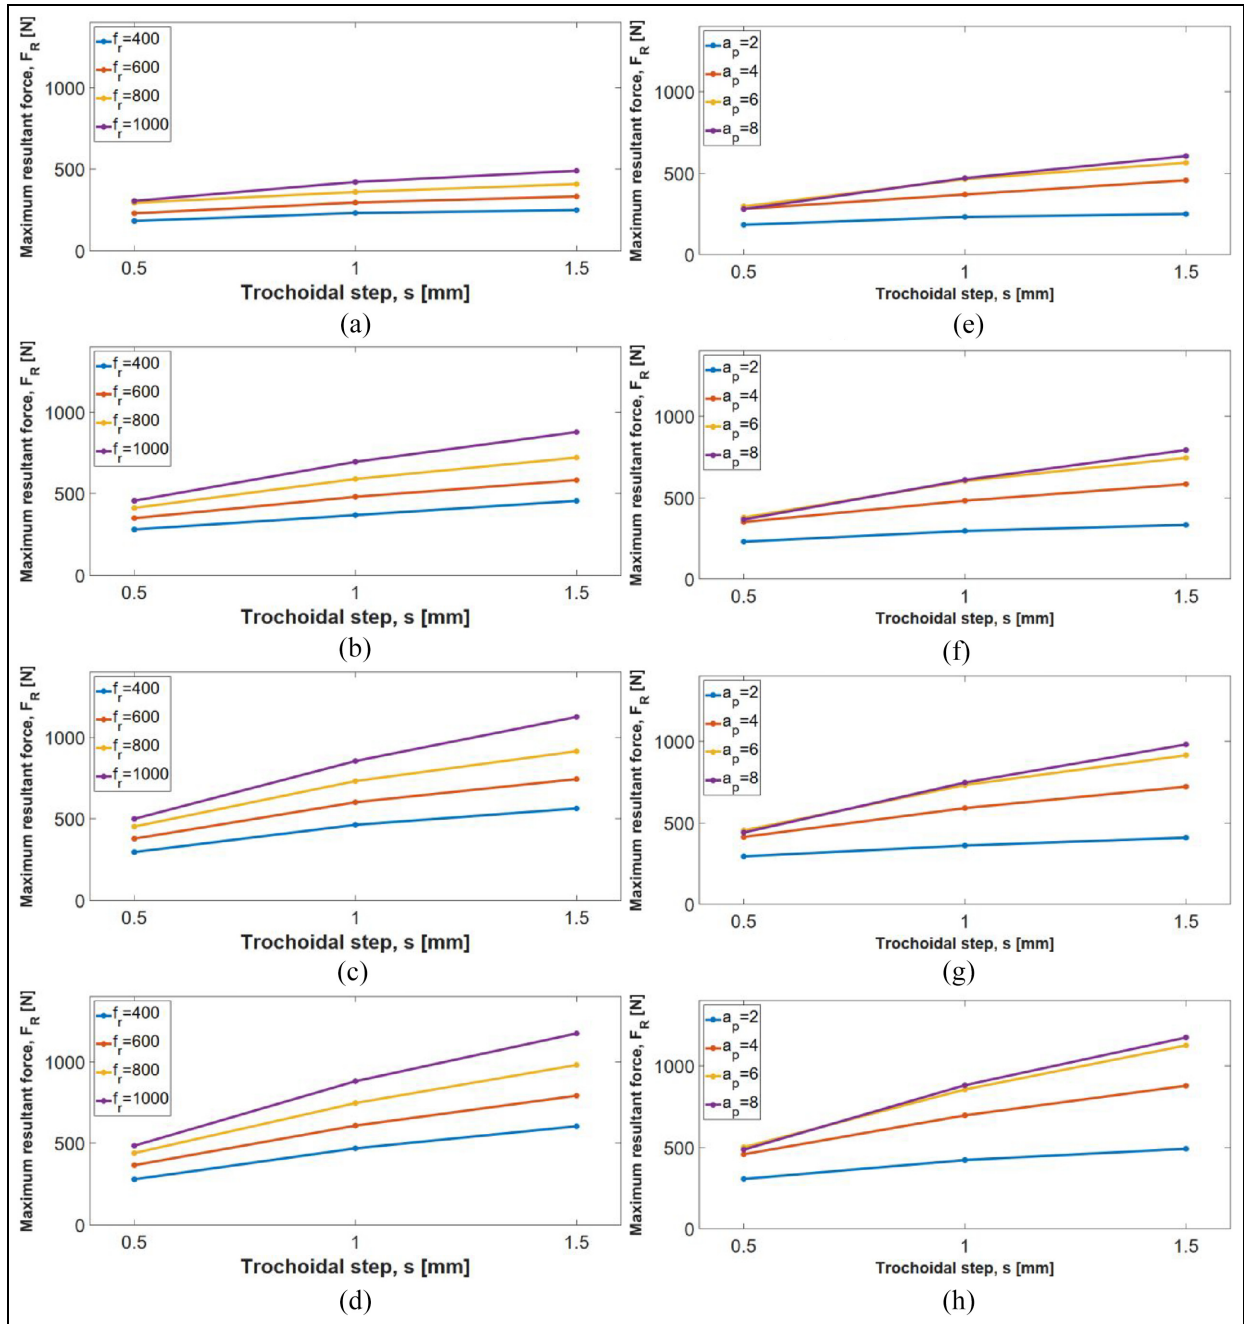 Maximum resultant force, F_R [N]
f_r=400
f_r=600
f_r=800
f_r=1000
1000
500
0
0.5 1 1.5
Trochoidal step, s [mm]
(a)
Maximum resultant force, F_R [N]
a_p=2
a_p=4
a_p=6
a_p=8
1000
500
0
0.5 1 1.5
Trochoidal step, s [mm]
(e)
Maximum resultant force, F_R [N]
f_r=400
f_r=600
f_r=800
f_r=1000
1000
500
0
0.5 1 1.5
Trochoidal step, s [mm]
(b)
Maximum resultant force, F_R [N]
a_p=2
a_p=4
a_p=6
a_p=8
1000
500
0
0.5 1 1.5
Trochoidal step, s [mm]
(f)
Maximum resultant force, F_R [N]
f_r=400
f_r=600
f_r=800
f_r=1000
1000
500
0
0.5 1 1.5
Trochoidal step, s [mm]
(c)
Maximum resultant force, F_R [N]
a_p=2
a_p=4
a_p=6
a_p=8
1000
500
0
0.5 1 1.5
Trochoidal step, s [mm]
(g)
Maximum resultant force, F_R [N]
f_r=400
f_r=600
f_r=800
f_r=1000
1000
500
0
0.5 1 1.5
Trochoidal step, s [mm]
(d)
Maximum resultant force, F_R [N]
a_p=2
a_p=4
a_p=6
a_p=8
1000
500
0
0.5 1 1.5
Trochoidal step, s [mm]
(h)